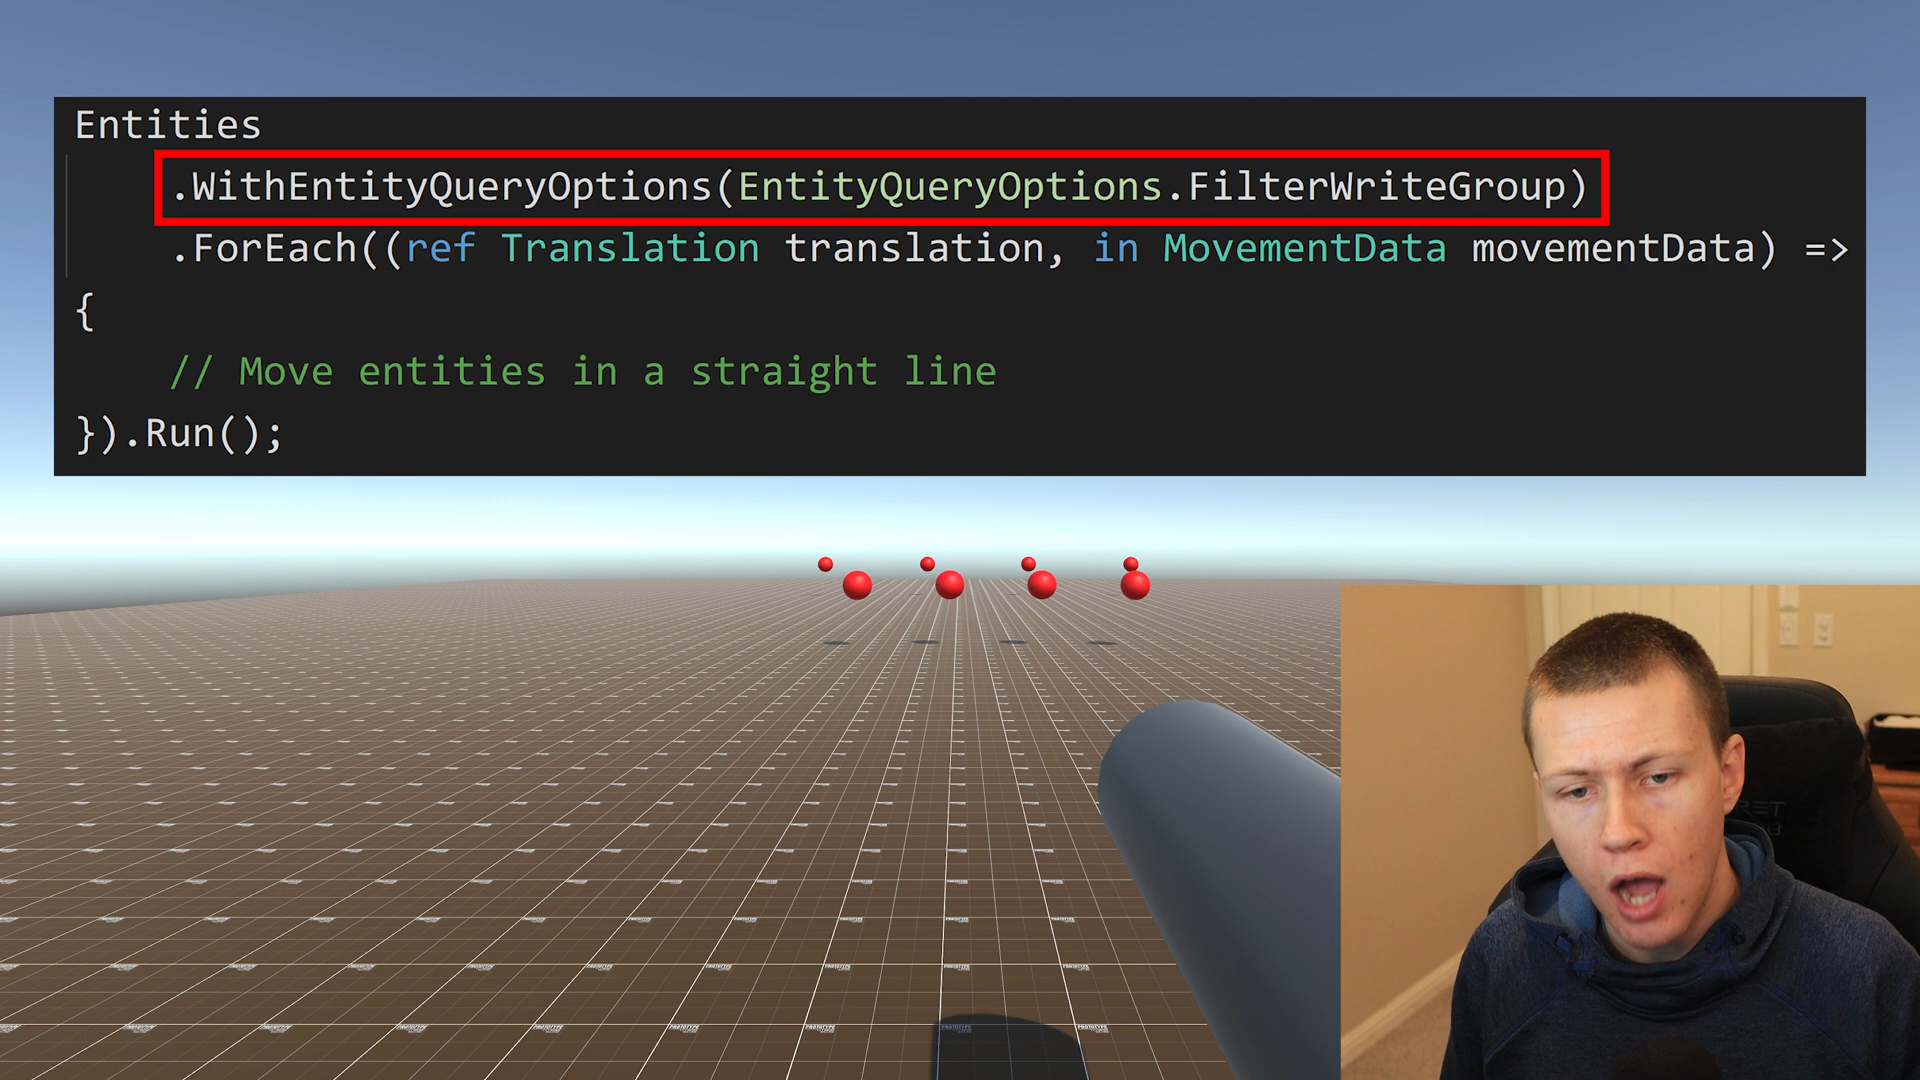 Entities
.WithEntityQueryOptions(EntityQueryOptions.FilterWriteGroup)
.ForEach((ref Translation translation, in MovementData movementData) =>
{
// Move entities in a straight line
}).Run();